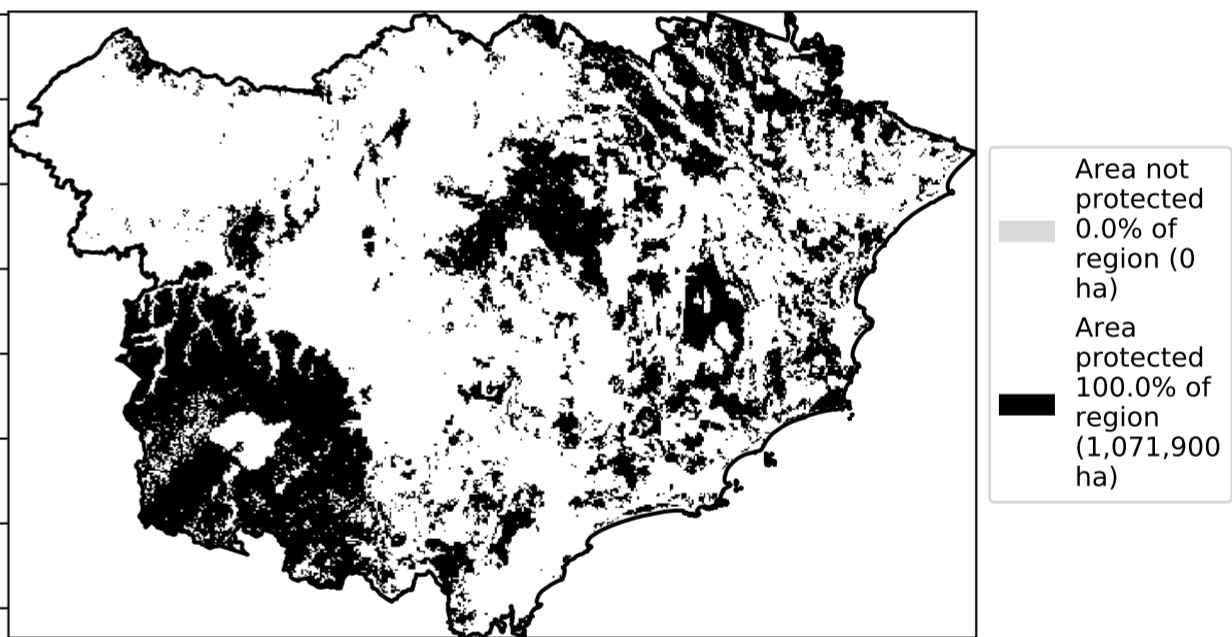 Area not
protected
0.0% of
region (0
ha)
Area
protected
100.0% of
region
(1,071,900
ha)